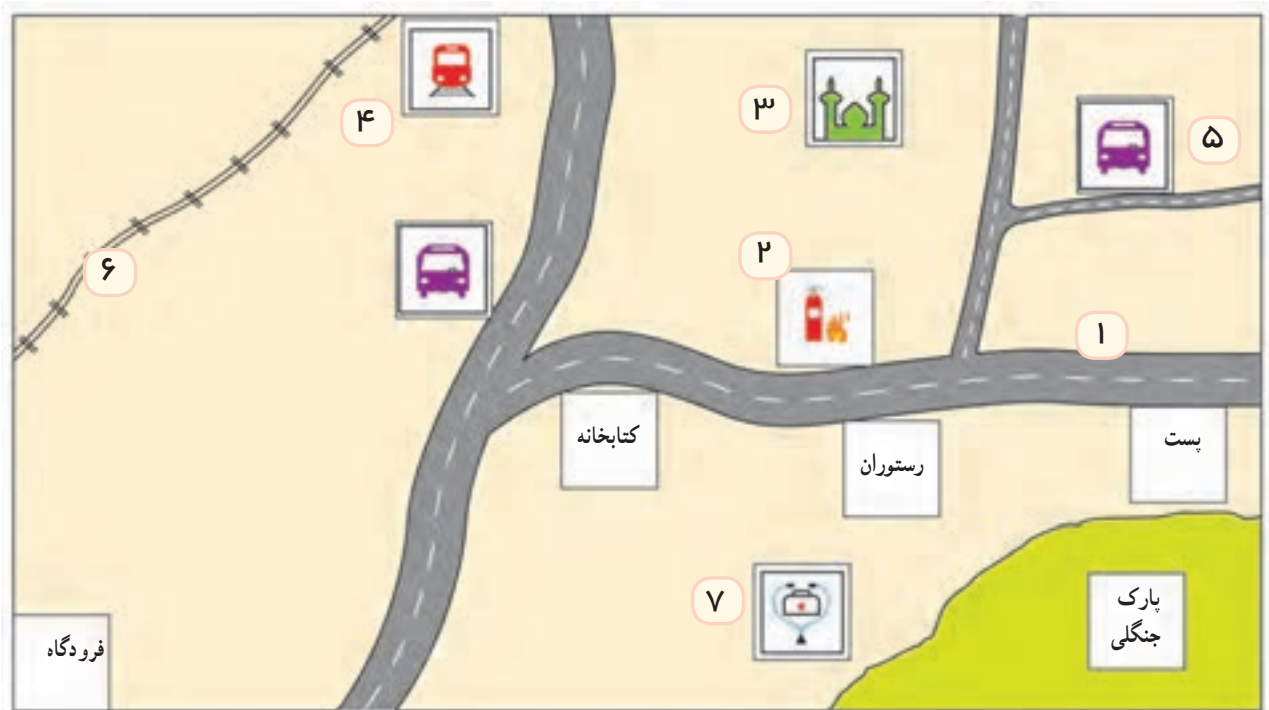 ۴
۳
۵
۲
۶
۱
کتابخانه
رستوران
پست
۷
پارک
جنگلی
فرودگاه